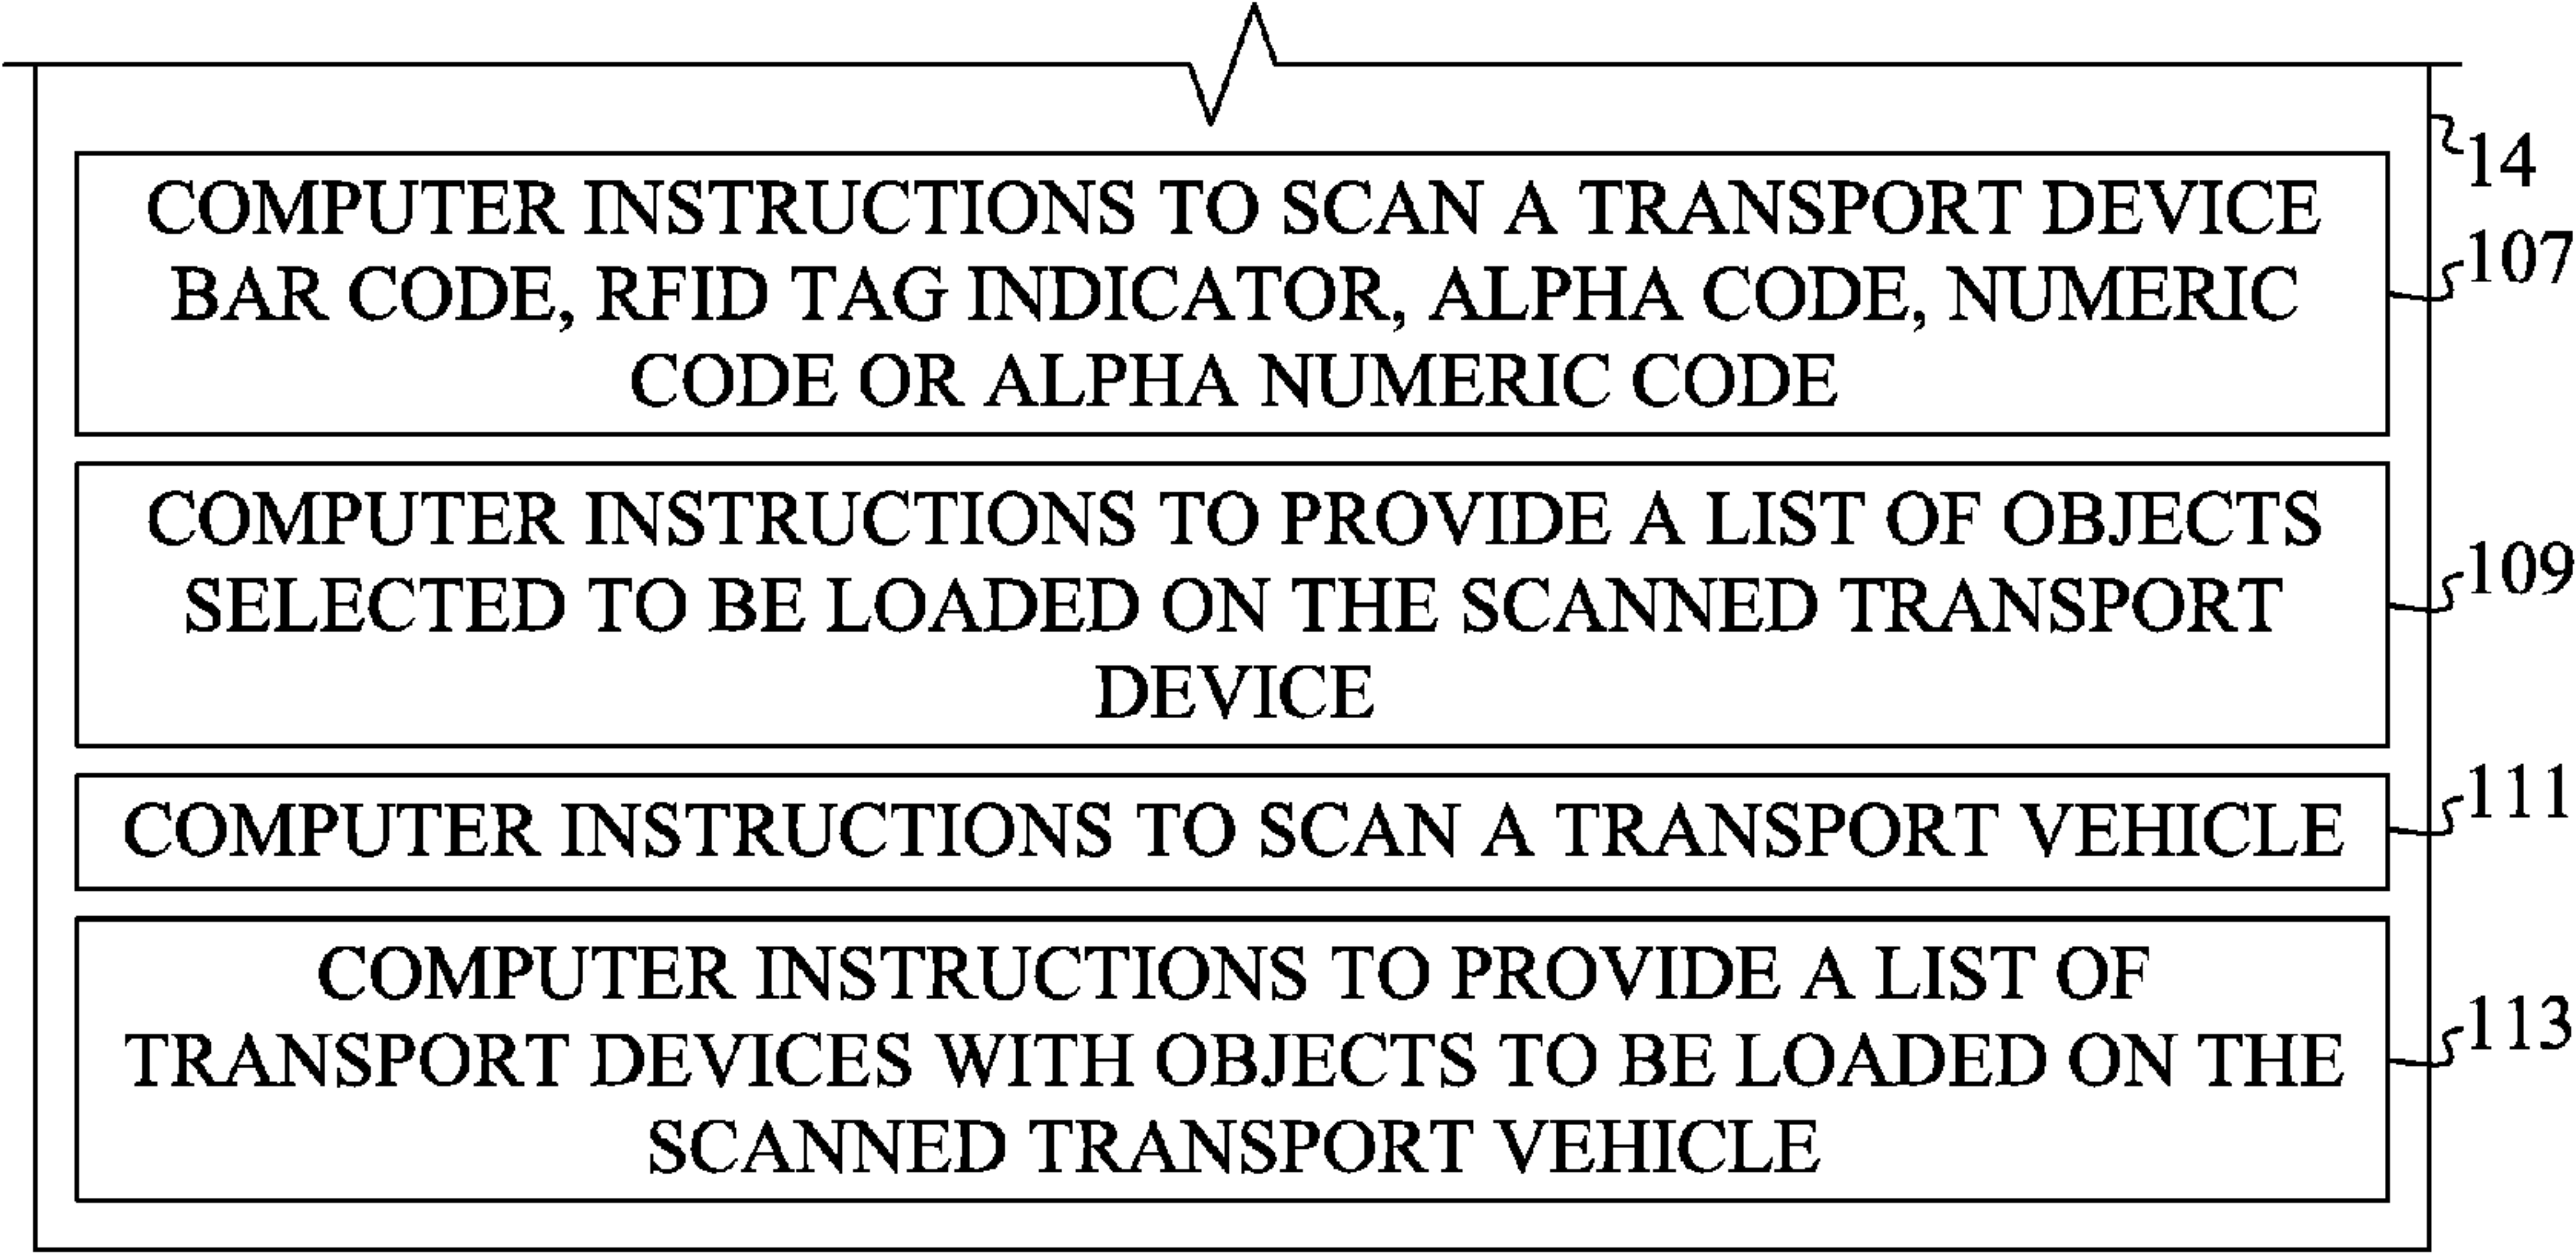 14
COMPUTER INSTRUCTIONS TO SCAN A TRANSPORT DEVICE
BAR CODE, RFID TAG INDICATOR, ALPHA CODE, NUMERIC
CODE OR ALPHA NUMERIC CODE
107
COMPUTER INSTRUCTIONS TO PROVIDE A LIST OF OBJECTS
SELECTED TO BE LOADED ON THE SCANNED TRANSPORT
DEVICE
109
COMPUTER INSTRUCTIONS TO SCAN A TRANSPORT VEHICLE
111
COMPUTER INSTRUCTIONS TO PROVIDE A LIST OF
TRANSPORT DEVICES WITH OBJECTS TO BE LOADED ON THE
SCANNED TRANSPORT VEHICLE
113